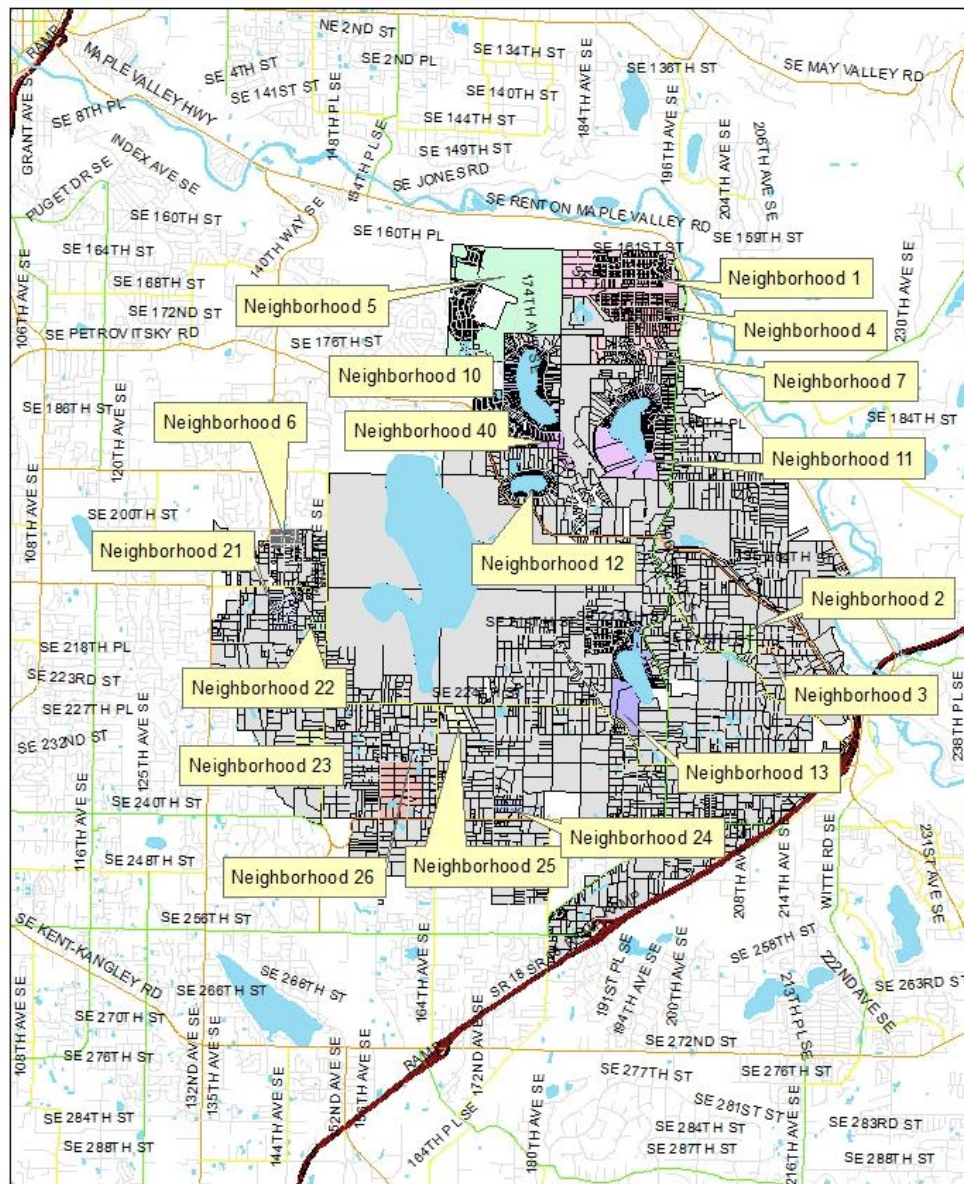 NE 2ND ST
RAMP
MAPLE VALLEY HWY
SE 4TH ST
SE 2ND PL
SE 134TH ST
184TH AVE SE
SE 136TH ST
SE MAY VALLEY RD
GRANT AVE S
SE 8TH PL
SE 141ST ST
148TH PL SE
SE 140TH ST
SE 144TH ST
154TH PL SE
SE 149TH ST
196TH AVE SE
204TH AVE SE
206TH AVE SE
INDEX AVE SE
PUGET DR SE
SE JONES RD
SE RENTON MAPLE VALLEY RD
SE 160TH ST
SE 160TH PL
SE 161ST ST
SE 159TH ST
106TH AVE SE
SE 164TH ST
140TH WAY SE
SE 168TH ST
SE 172ND ST
SE PETROVITSKY RD
SE 176TH ST
174TH AVE SE
230TH AVE SE
Neighborhood 5
Neighborhood 1
Neighborhood 4
Neighborhood 10
Neighborhood 7
SE 186TH ST
120TH AVE SE
Neighborhood 6
Neighborhood 40
SE 184TH ST
Neighborhood 11
108TH AVE SE
SE 200TH ST
Neighborhood 21
Neighborhood 12
Neighborhood 2
SE 218TH PL
SE 223RD ST
Neighborhood 22
Neighborhood 3
SE 227TH PL
SE 232ND ST
125TH AVE SE
238TH PL SE
Neighborhood 23
Neighborhood 13
116TH AVE SE
SE 240TH ST
SE 248TH ST
Neighborhood 26
Neighborhood 25
Neighborhood 24
208TH AVE SE
214TH AVE SE
WITTE RD SE
231ST AVE SE
SE 256TH ST
SE KENT-KANGLEY RD
SE 266TH ST
SE 266TH ST
164TH AVE SE
SR 18
191ST PL SE
194TH AVE SE
200TH AVE SE
SE 258TH ST
213TH PL SE
222ND AVE SE
SE 263RD ST
108TH AVE SE
SE 270TH ST
SE 276TH ST
132ND AVE SE
135TH AVE SE
144TH AVE SE
152ND AVE SE
156TH AVE SE
RAMP
172ND AVE SE
SE 272ND ST
SE 277TH ST
SE 276TH ST
SE 281ST ST
SE 284TH ST
SE 288TH ST
164TH PL SE
180TH AVE SE
SE 284TH ST
SE 287TH ST
216TH AVE SE
SE 283RD ST
SE 288TH ST